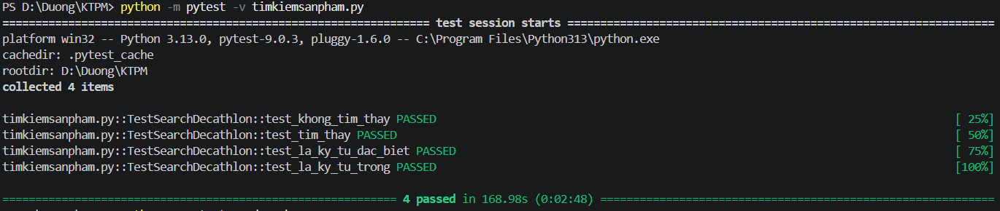 PS D:\Duong\KTPM> python -m pytest -v timkiemsanpham.py
==================================================================== test session starts =================================================================
platform win32 -- Python 3.13.0, pytest-9.0.3, pluggy-1.6.0 -- C:\Program Files\Python313\python.exe
cachedir: .pytest_cache
rootdir: D:\Duong\KTPM
collected 4 items
timkiemsanpham.py::TestSearchDecathlon::test_khong_tim_thay PASSED [ 25%]
timkiemsanpham.py::TestSearchDecathlon::test_tim_thay PASSED [ 50%]
timkiemsanpham.py::TestSearchDecathlon::test_la_ky_tu_dac_biet PASSED [ 75%]
timkiemsanpham.py::TestSearchDecathlon::test_la_ky_tu_trong PASSED [100%]
============================================================ 4 passed in 168.98s (0:02:48) ============================================================